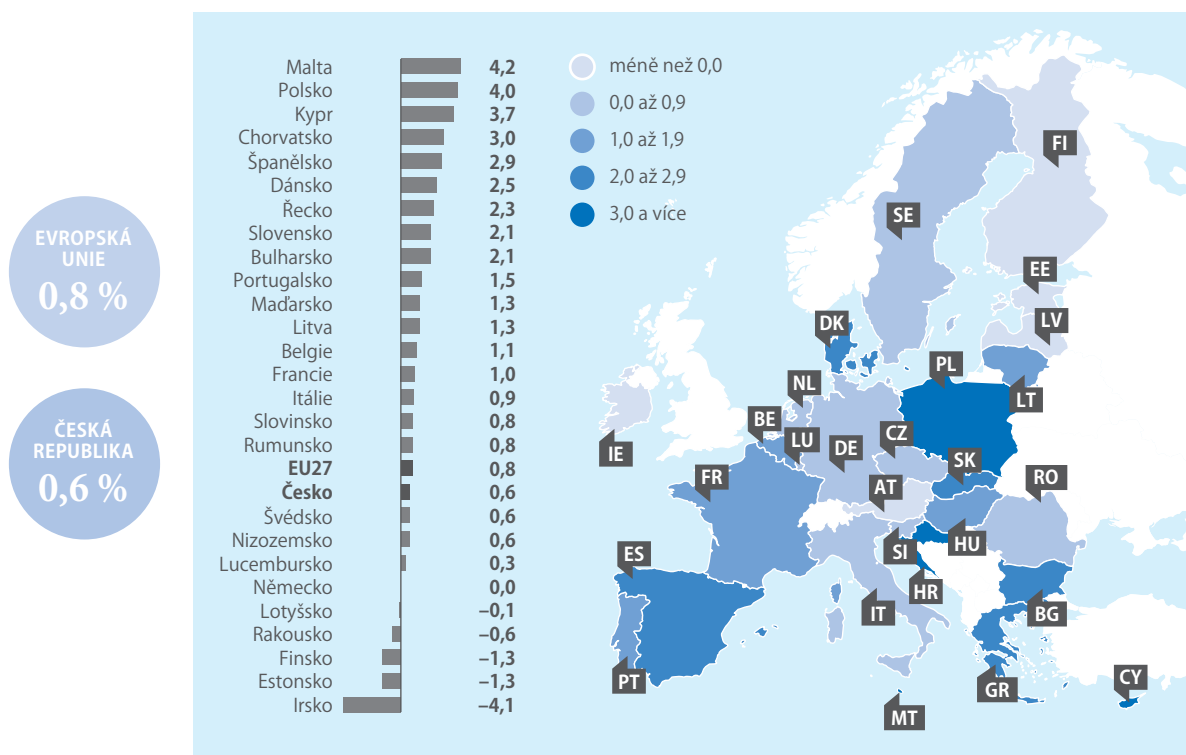 EVROPSKÁ
UNIE
0,8 %
ČESKÁ
REPUBLIKA
0,6 %
Malta 4,2
Polsko 4,0
Kypr 3,7
Chorvatsko 3,0
Španělsko 2,9
Dánsko 2,5
Řecko 2,3
Slovensko 2,1
Bulharsko 2,1
Portugalsko 1,5
Maďarsko 1,3
Litva 1,3
Belgie 1,1
Francie 1,0
Itálie 0,9
Slovinsko 0,8
Rumunsko 0,8
EU27 0,8
Česko 0,6
Švédsko 0,6
Nizozemsko 0,6
Lucembursko 0,3
Německo 0,0
Lotyšsko –0,1
Rakousko –0,6
Finsko –1,3
Estonsko –1,3
Irsko –4,1
méně než 0,0
0,0 až 0,9
1,0 až 1,9
2,0 až 2,9
3,0 a více
FI
SE
EE
LV
DK
PL
NL
LT
BE
IE
LU
DE
CZ
SK
FR
AT
RO
ES
SI
HU
HR
IT
BG
PT
GR
CY
MT